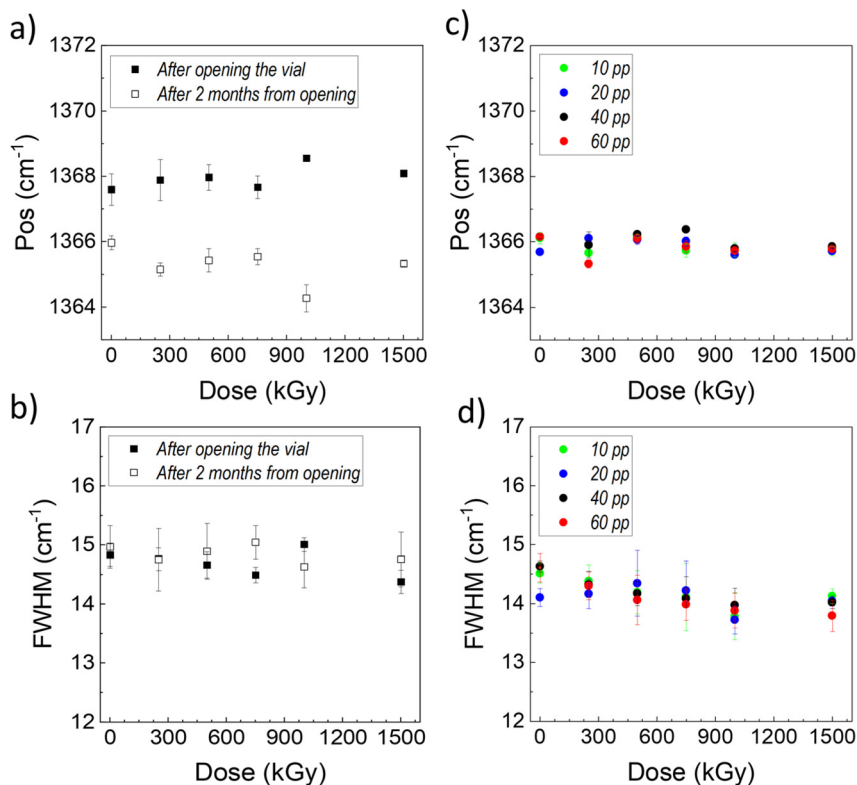 a)
1372
1370
1368
1366
1364
Pos (cm⁻¹)
After opening the vial
After 2 months from opening
0 300 600 900 1200 1500
Dose (kGy)
c)
1372
1370
1368
1366
1364
Pos (cm⁻¹)
10 pp
20 pp
40 pp
60 pp
0 300 600 900 1200 1500
Dose (kGy)
b)
17
16
15
14
13
12
FWHM (cm⁻¹)
After opening the vial
After 2 months from opening
0 300 600 900 1200 1500
Dose (kGy)
d)
17
16
15
14
13
12
FWHM (cm⁻¹)
10 pp
20 pp
40 pp
60 pp
0 300 600 900 1200 1500
Dose (kGy)